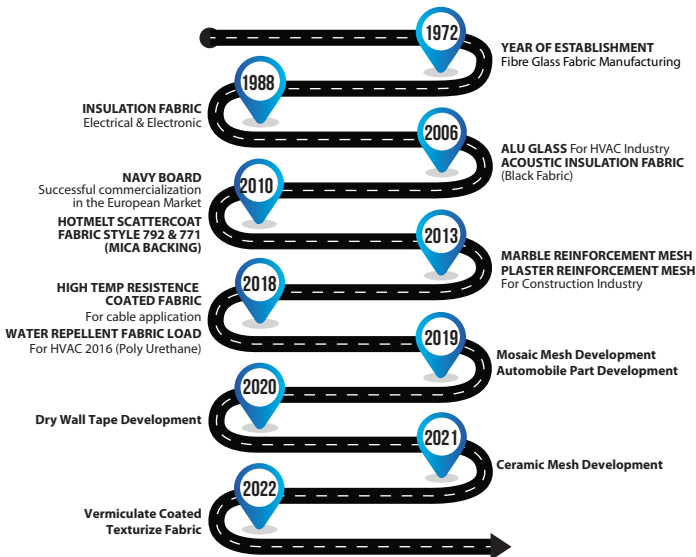 1972
YEAR OF ESTABLISHMENT
Fibre Glass Fabric Manufacturing
1988
INSULATION FABRIC
Electrical & Electronic
2006
ALU GLASS For HVAC Industry
ACOUSTIC INSULATION FABRIC
(Black Fabric)
2010
NAVY BOARD
Successful commercialization
in the European Market
HOTMELT SCATTERCOAT
FABRIC STYLE 792 & 771
(MICA BACKING)
2013
MARBLE REINFORCEMENT MESH
PLASTER REINFORCEMENT MESH
For Construction Industry
2018
HIGH TEMP RESISTENCE
COATED FABRIC
For cable application
WATER REPELLENT FABRIC LOAD
For HVAC 2016 (Poly Urethane)
2019
Mosaic Mesh Development
Automobile Part Development
2020
Dry Wall Tape Development
2021
Ceramic Mesh Development
2022
Vermiculate Coated
Texturize Fabric